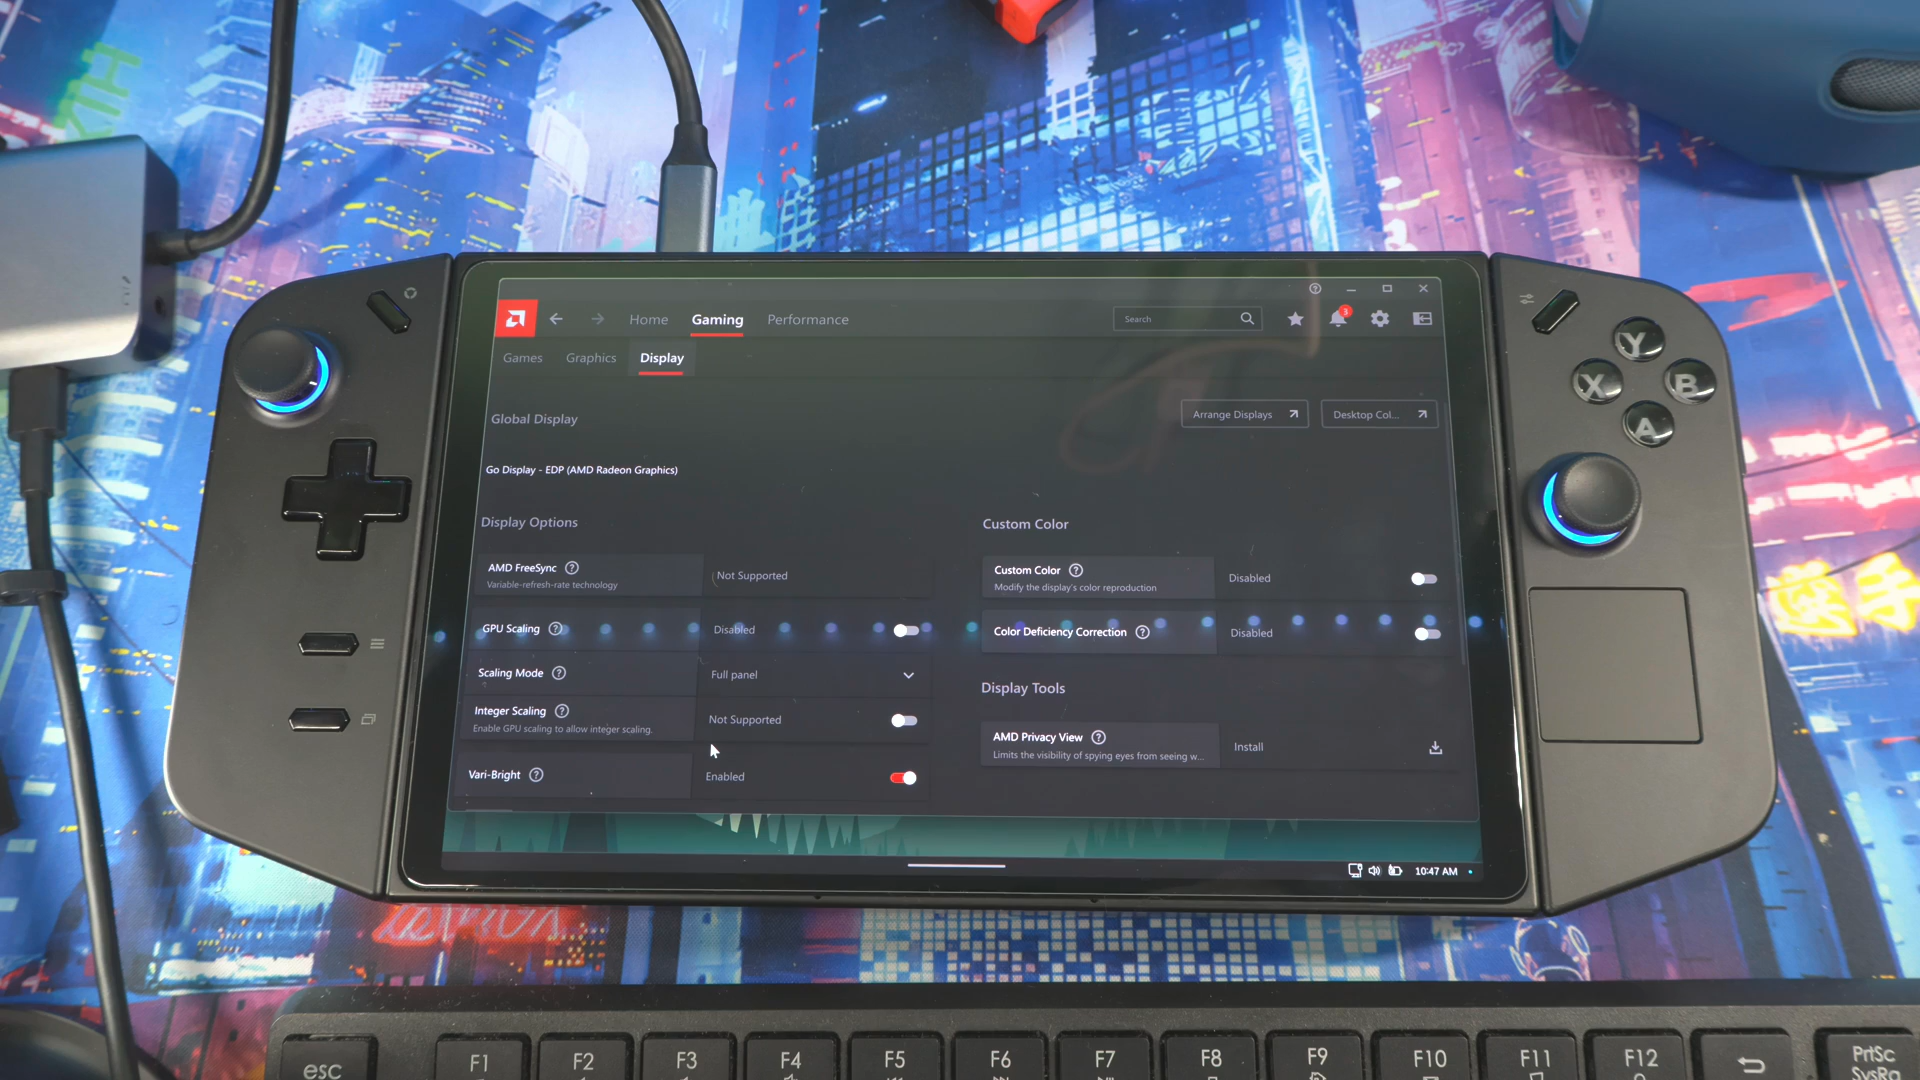 Home
Gaming
Performance
Search
3
Games
Graphics
Display
Global Display
Arrange Displays
Desktop Col...
Go Display - EDP (AMD Radeon Graphics)
Display Options
AMD FreeSync
Variable-refresh-rate technology
Not Supported
GPU Scaling
Disabled
Scaling Mode
Full panel
Integer Scaling
Enable GPU scaling to allow integer scaling.
Not Supported
Vari-Bright
Enabled
Custom Color
Custom Color
Modify the display's color reproduction
Disabled
Color Deficiency Correction
Disabled
Display Tools
AMD Privacy View
Limits the visibility of spying eyes from seeing w...
Install
10:47 AM
Y
X
B
A
esc
F1
F2
F3
F4
F5
F6
F7
F8
F9
F10
F11
F12
PrtSc
SysRq